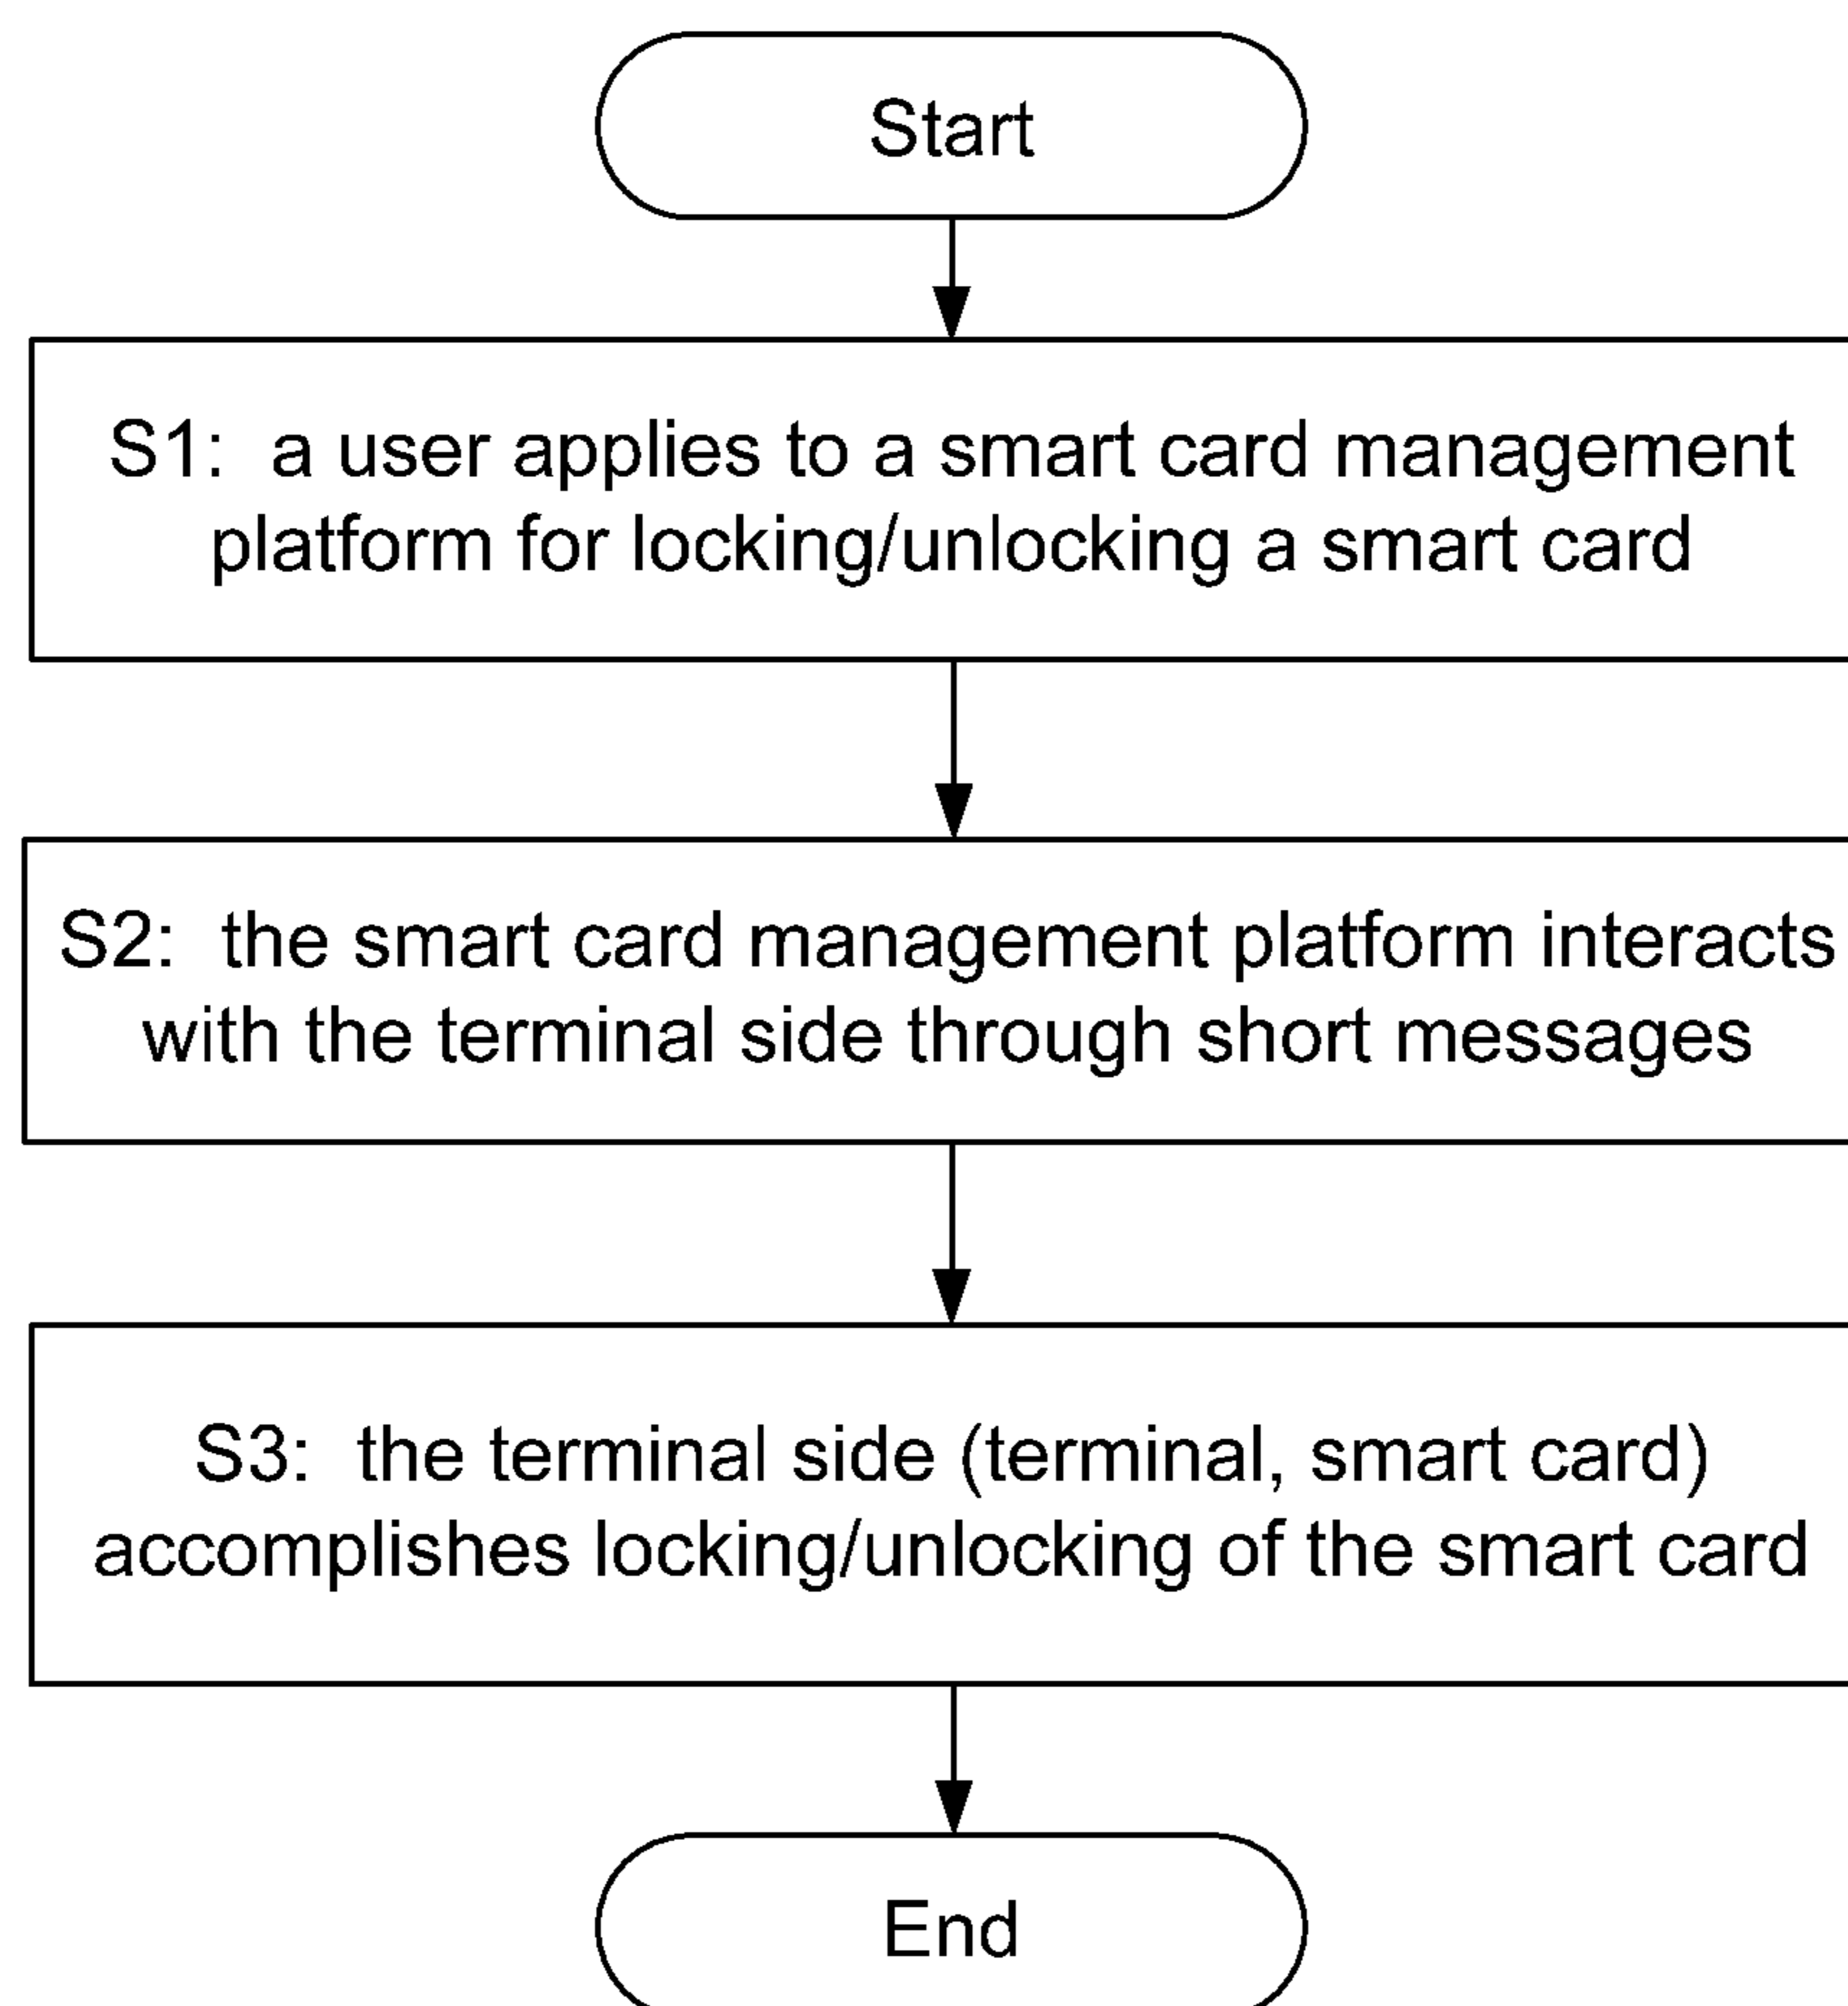 Start
S1: a user applies to a smart card management
platform for locking/unlocking a smart card
S2: the smart card management platform interacts
with the terminal side through short messages
S3: the terminal side (terminal, smart card)
accomplishes locking/unlocking of the smart card
End